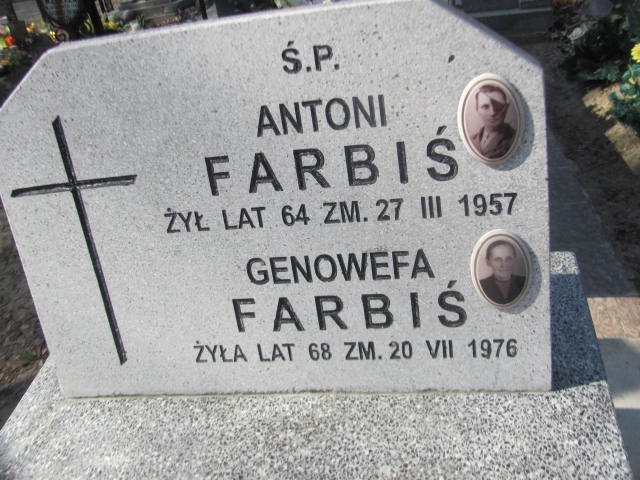 Ś.P.
ANTONI
FARBIŚ
ŻYŁ LAT 64 ZM. 27 III 1957
GENOWEFA
FARBIŚ
ŻYŁA LAT 68 ZM. 20 VII 1976